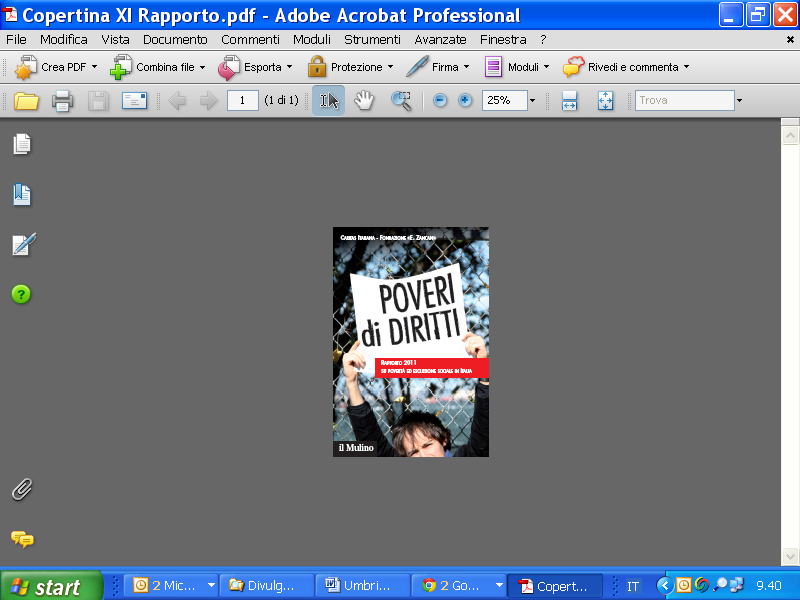 Copertina XI Rapporto.pdf - Adobe Acrobat Professional
File Modifica Vista Documento Commenti Moduli Strumenti Avanzate Finestra ?
Crea PDF Combina file Esporta Protezione Firma Moduli Rivedi e commenta
1 (1 di 1) 25% Trova
Caritas Italiana - Fondazione «E. Zancan»
POVERI
di DIRITTI
Rapporto 2011
su povertà ed esclusione sociale in Italia
il Mulino
start 2 Mic... Divulg... Umbri... 2 Go... Copert... IT 9.40